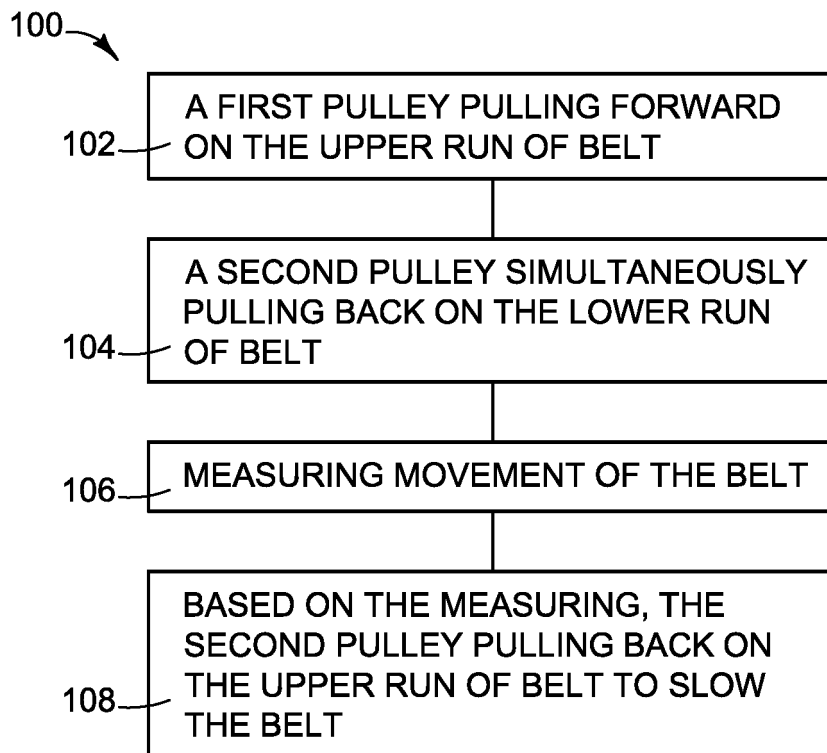 100
A FIRST PULLEY PULLING FORWARD
102
ON THE UPPER RUN OF BELT
A SECOND PULLEY SIMULTANEOUSLY
PULLING BACK ON THE LOWER RUN
104
OF BELT
106
MEASURING MOVEMENT OF THE BELT
BASED ON THE MEASURING, THE
SECOND PULLEY PULLING BACK ON
THE UPPER RUN OF BELT TO SLOW
108
THE BELT